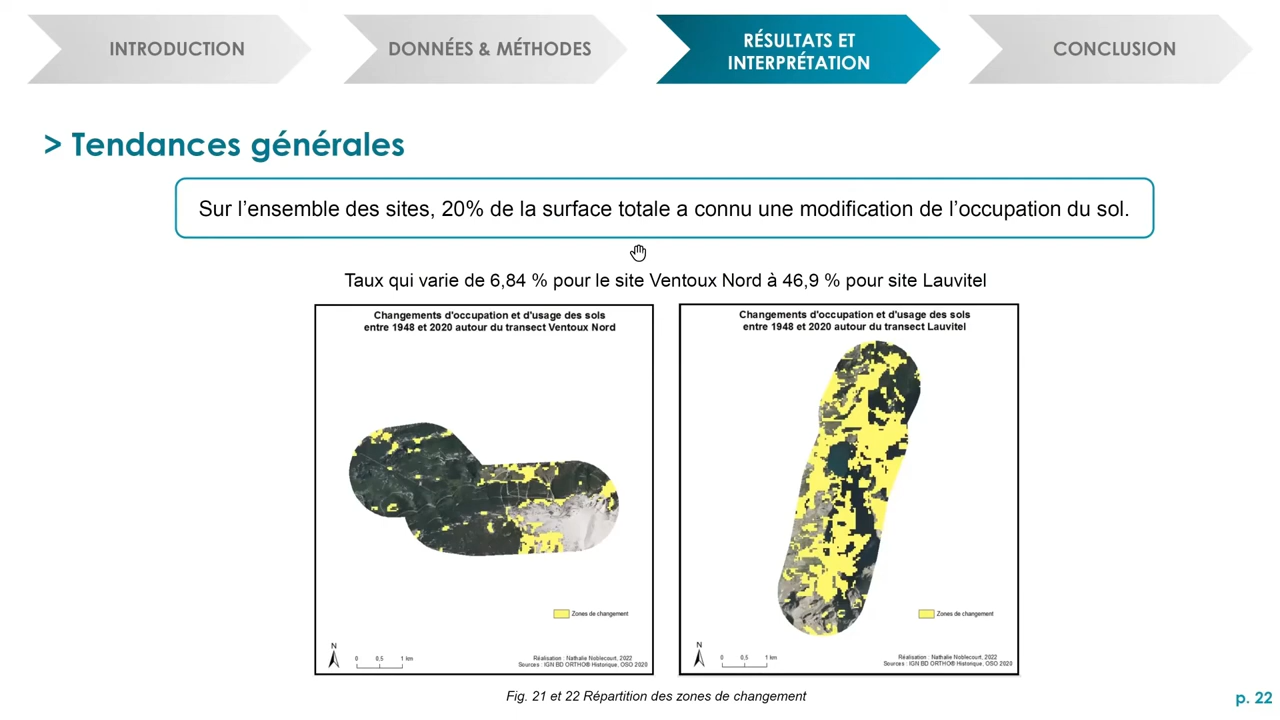 INTRODUCTION
DONNÉES & MÉTHODES
RÉSULTATS ET
INTERPRÉTATION
CONCLUSION
> Tendances générales
Sur l'ensemble des sites, 20% de la surface totale a connu une modification de l'occupation du sol.
Taux qui varie de 6,84 % pour le site Ventoux Nord à 46,9 % pour site Lauvitel
Changements d'occupation et d'usage des sols
entre 1948 et 2020 autour du transect Ventoux Nord
Zones de changement
N
0 0,5 1 km
Réalisation : Nathalie Noblecourt, 2022
Sources : IGN BD ORTHO® Historique, OSO 2020
Changements d'occupation et d'usage des sols
entre 1948 et 2020 autour du transect Lauvitel
Zones de changement
N
0 0,5 1 km
Réalisation : Nathalie Noblecourt, 2022
Sources : IGN BD ORTHO® Historique, OSO 2020
Fig. 21 et 22 Répartition des zones de changement
p. 22